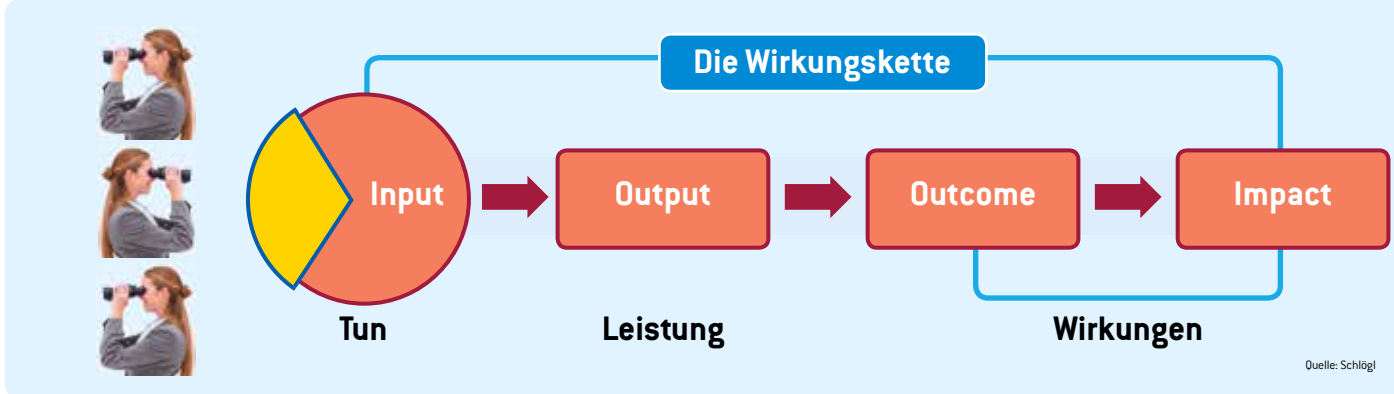 Die Wirkungskette
Input
Output
Outcome
Impact
Tun
Leistung
Wirkungen
Quelle: Schlögl